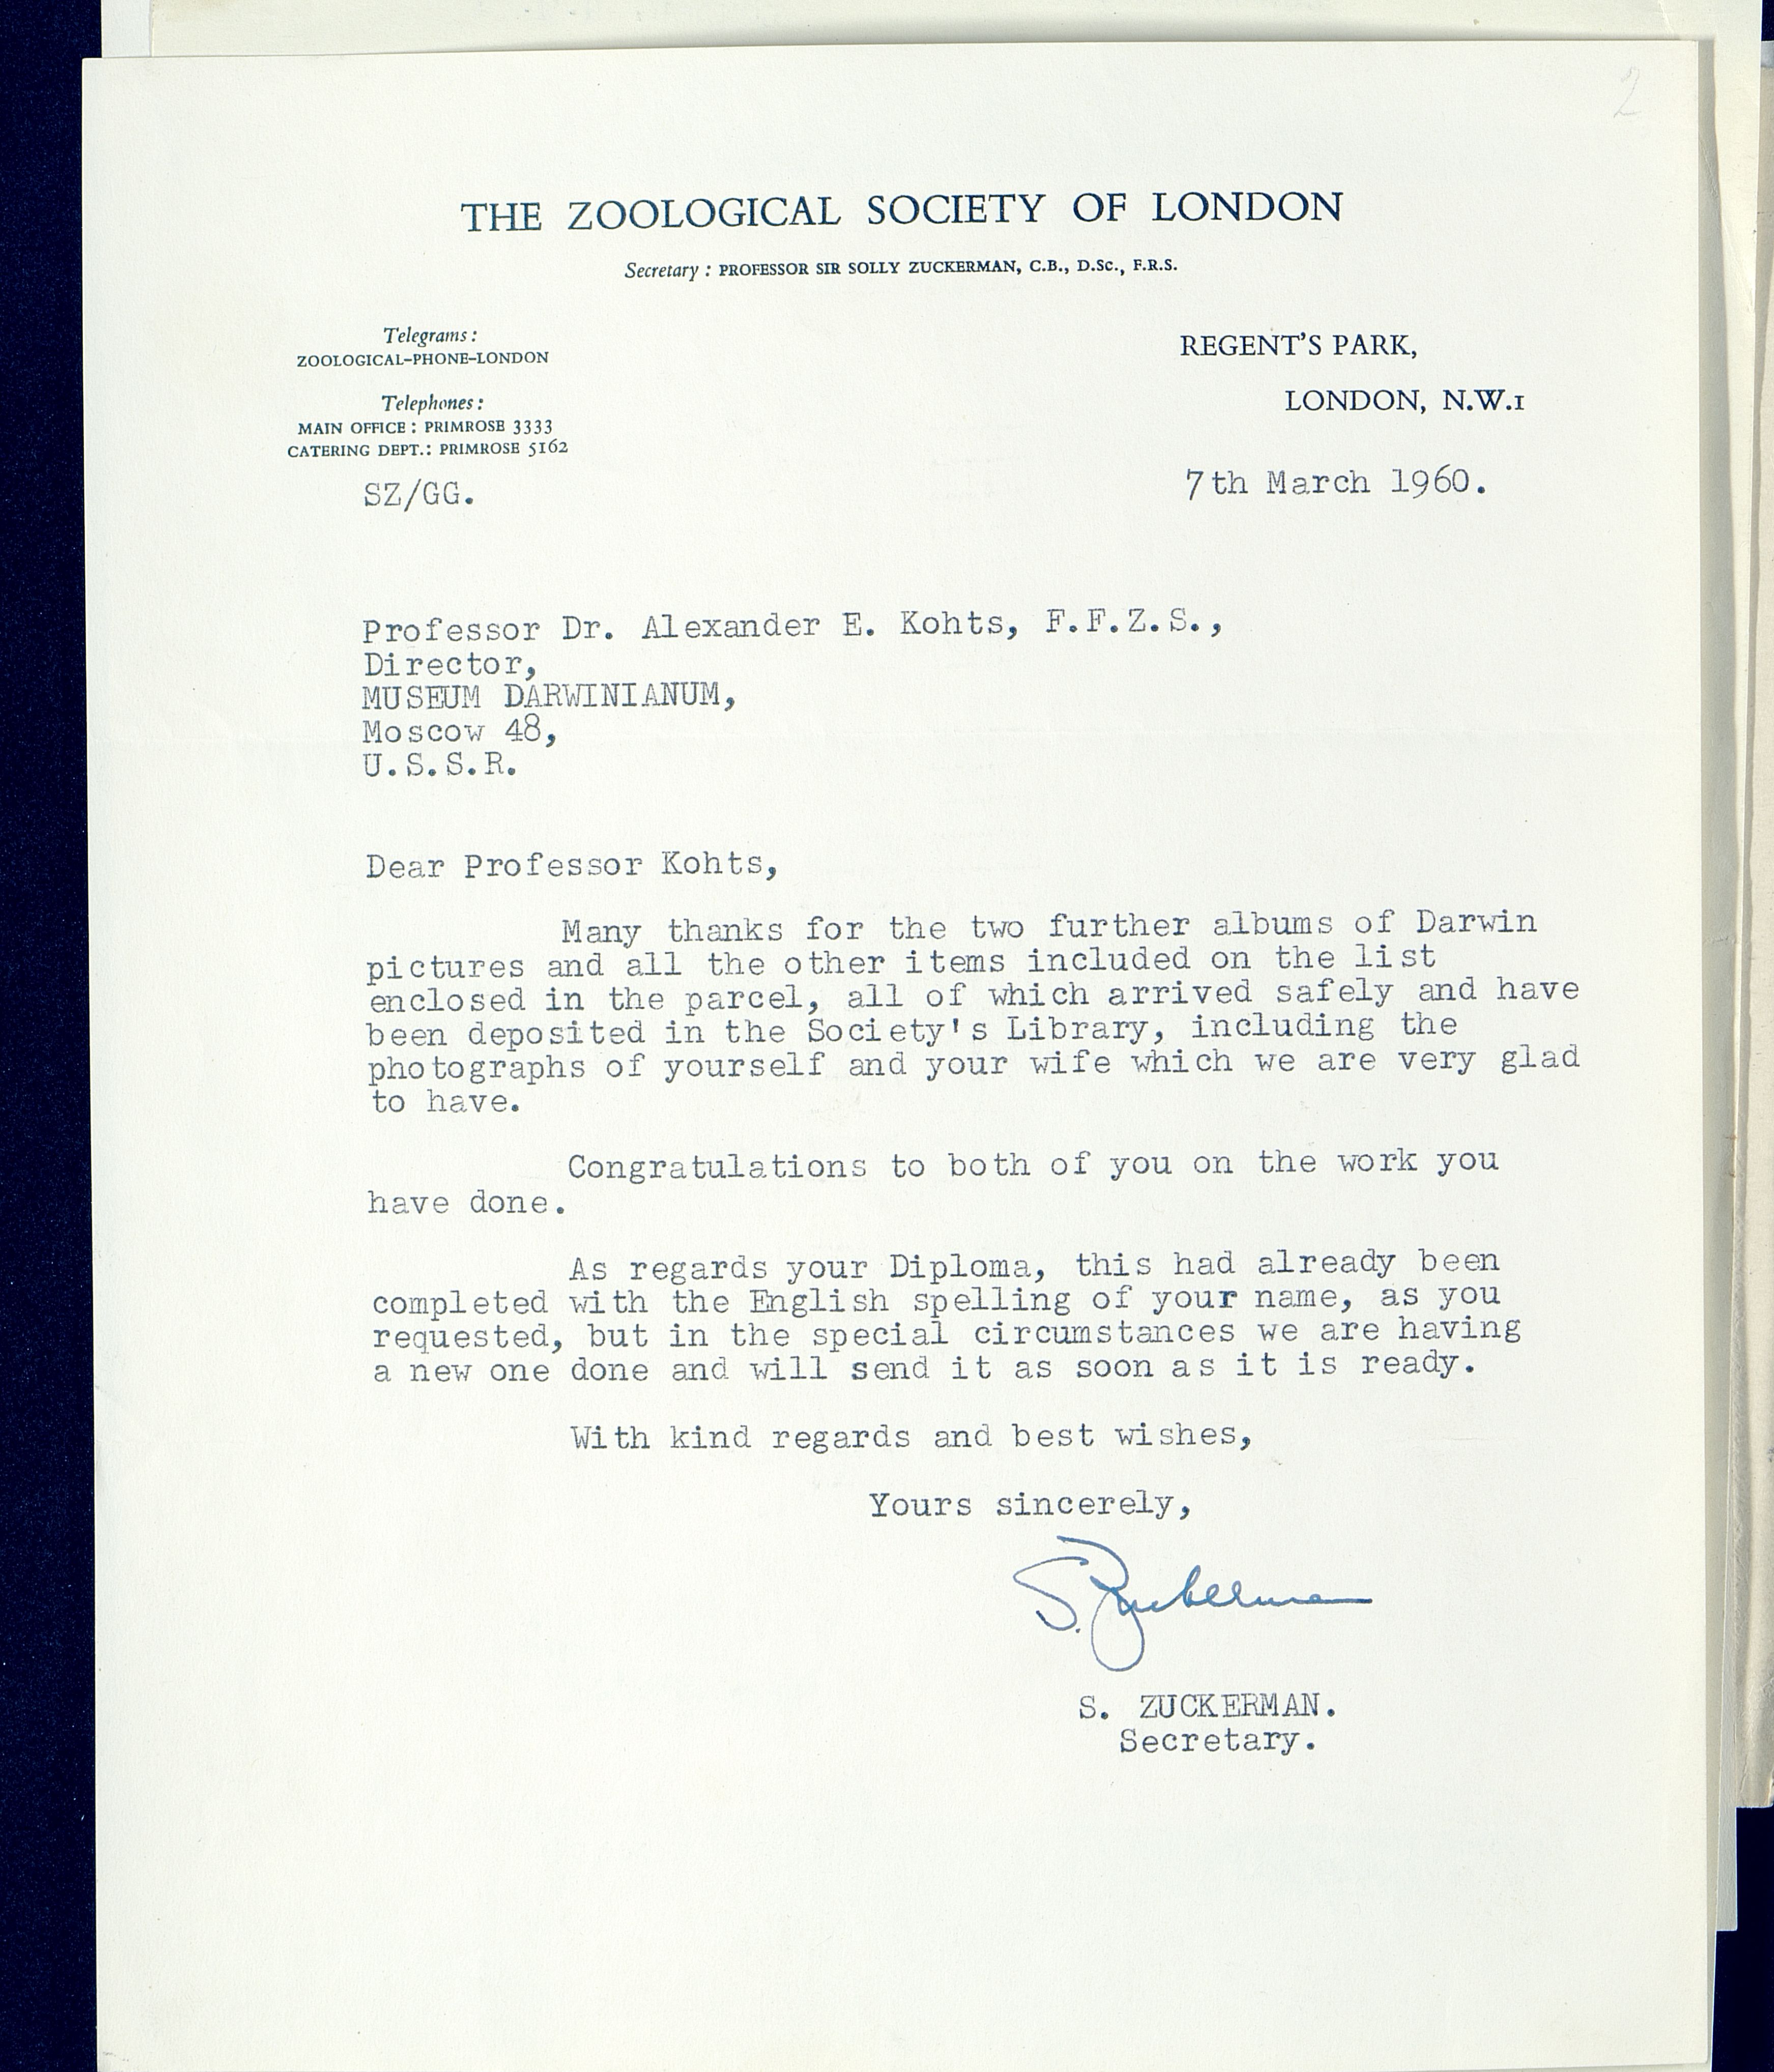 2
THE ZOOLOGICAL SOCIETY OF LONDON
Secretary : PROFESSOR SIR SOLLY ZUCKERMAN, C.B., D.Sc., F.R.S.
Telegrams :
ZOOLOGICAL-PHONE-LONDON
Telephones :
MAIN OFFICE : PRIMROSE 3333
CATERING DEPT.: PRIMROSE 5162
SZ/GG.
REGENT'S PARK,
LONDON, N.W.1
7th March 1960.
Professor Dr. Alexander E. Kohts, F.F.Z.S.,
Director,
MUSEUM DARWINIANUM,
Moscow 48,
U.S.S.R.
Dear Professor Kohts,
Many thanks for the two further albums of Darwin
pictures and all the other items included on the list
enclosed in the parcel, all of which arrived safely and have
been deposited in the Society's Library, including the
photographs of yourself and your wife which we are very glad
to have.
Congratulations to both of you on the work you
have done.
As regards your Diploma, this had already been
completed with the English spelling of your name, as you
requested, but in the special circumstances we are having
a new one done and will send it as soon as it is ready.
With kind regards and best wishes,
Yours sincerely,
S. Zuckerman
S. ZUCKERMAN.
Secretary.